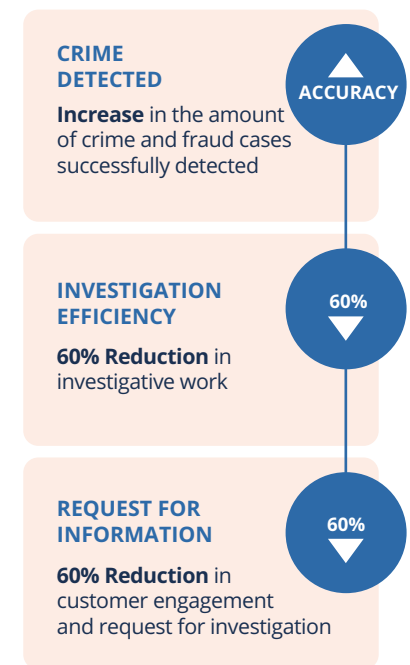 CRIME
DETECTED
Increase in the amount
of crime and fraud cases
successfully detected
ACCURACY
INVESTIGATION
EFFICIENCY
60% Reduction in
investigative work
60%
REQUEST FOR
INFORMATION
60% Reduction in
customer engagement
and request for investigation
60%